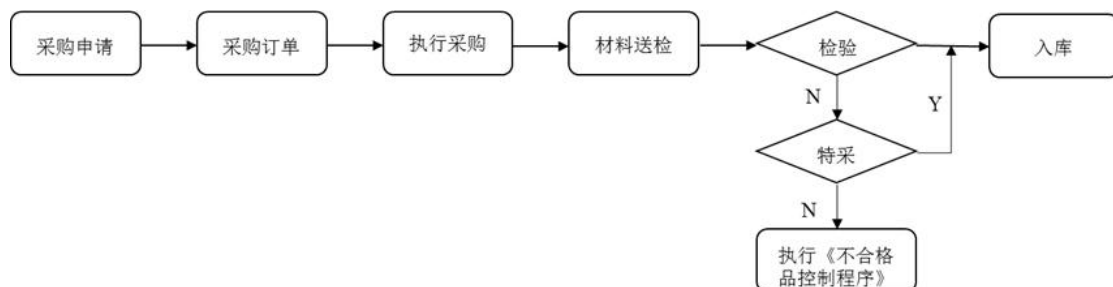 采购申请
采购订单
执行采购
材料送检
检验
入库
N
Y
特采
N
执行《不合格
品控制程序》